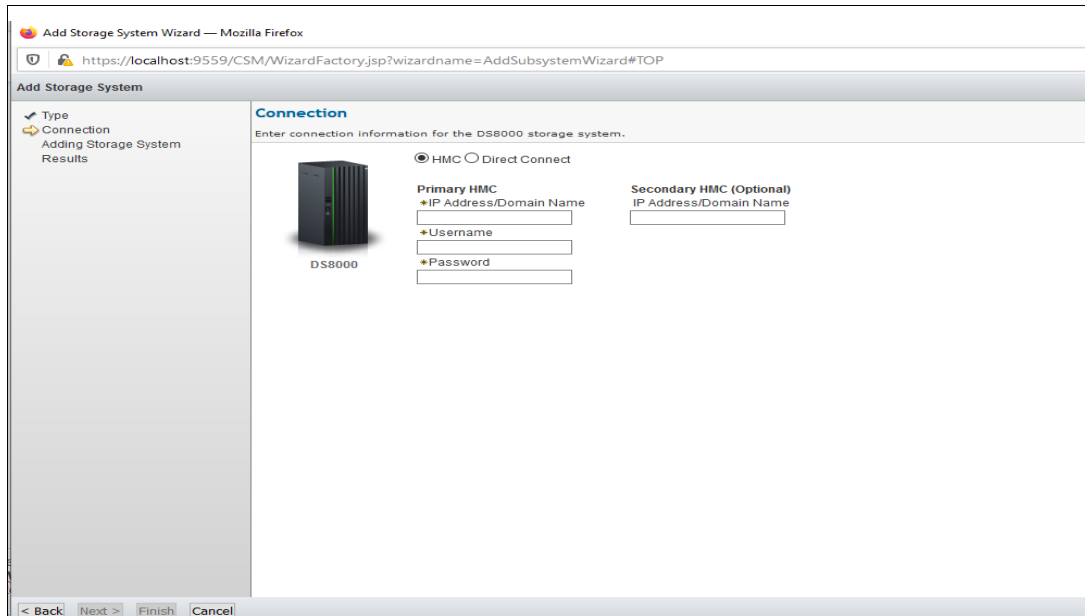 Add Storage System Wizard — Mozilla Firefox
https://localhost:9559/CSM/WizardFactory.jsp?wizardname=AddSubsystemWizard#TOP
Add Storage System
Type
Connection
Adding Storage System
Results
Connection
Enter connection information for the DS8000 storage system.
DS8000
HMC Direct Connect
Primary HMC
*IP Address/Domain Name
*Username
*Password
Secondary HMC (Optional)
IP Address/Domain Name
< Back Next > Finish Cancel